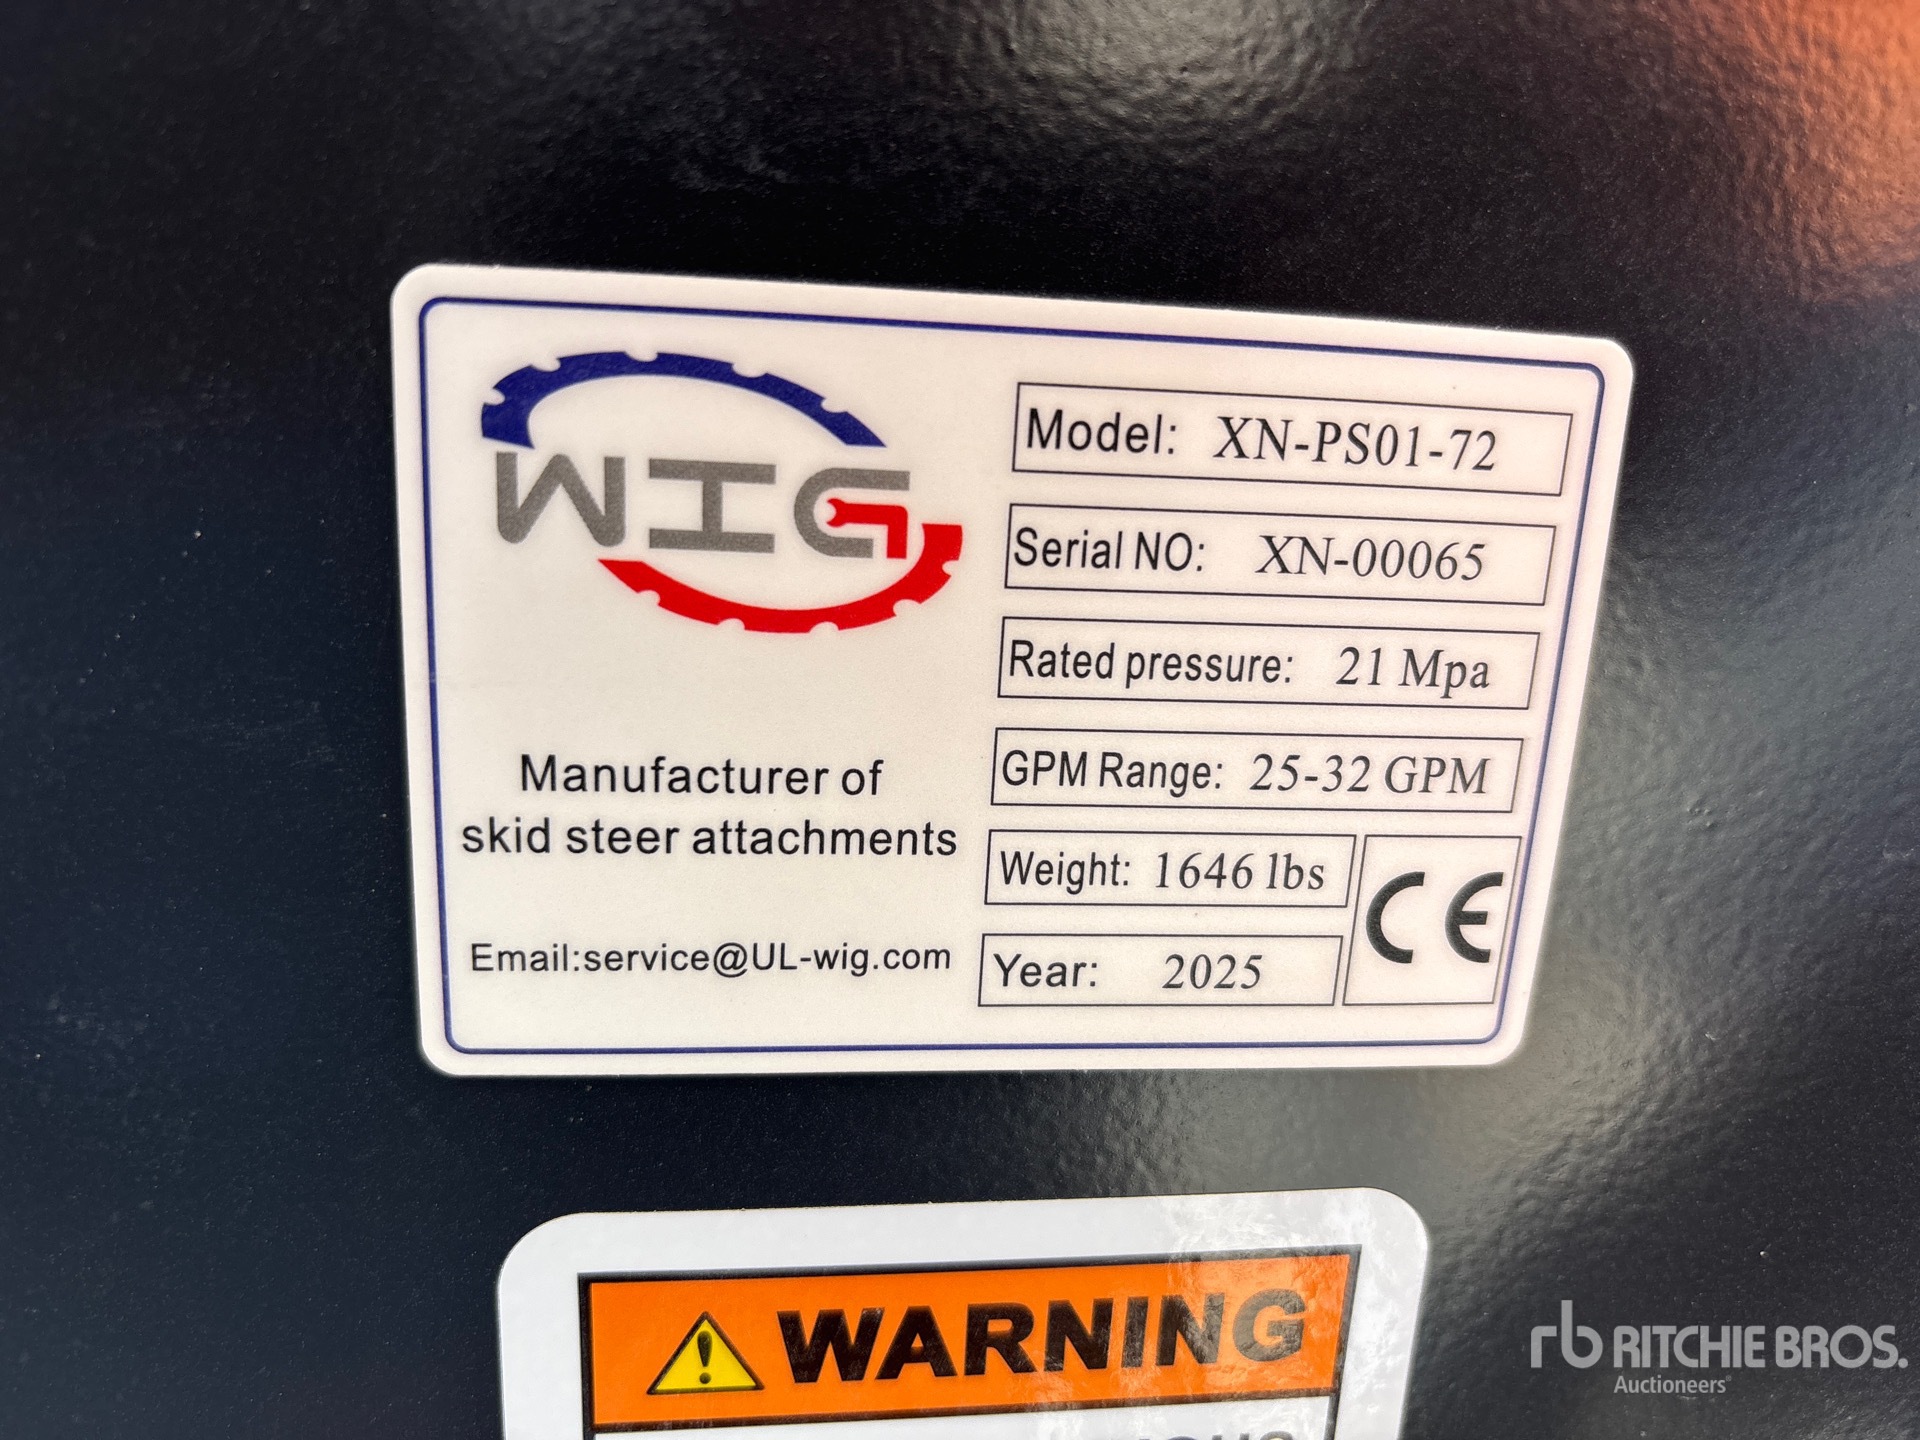 WIG
Manufacturer of
skid steer attachments
Email:service@UL-wig.com
Model: XN-PS01-72
Serial NO: XN-00065
Rated pressure: 21 Mpa
GPM Range: 25-32 GPM
Weight: 1646 lbs
Year: 2025
CE
WARNING
rb RITCHIE BROS.
Auctioneers